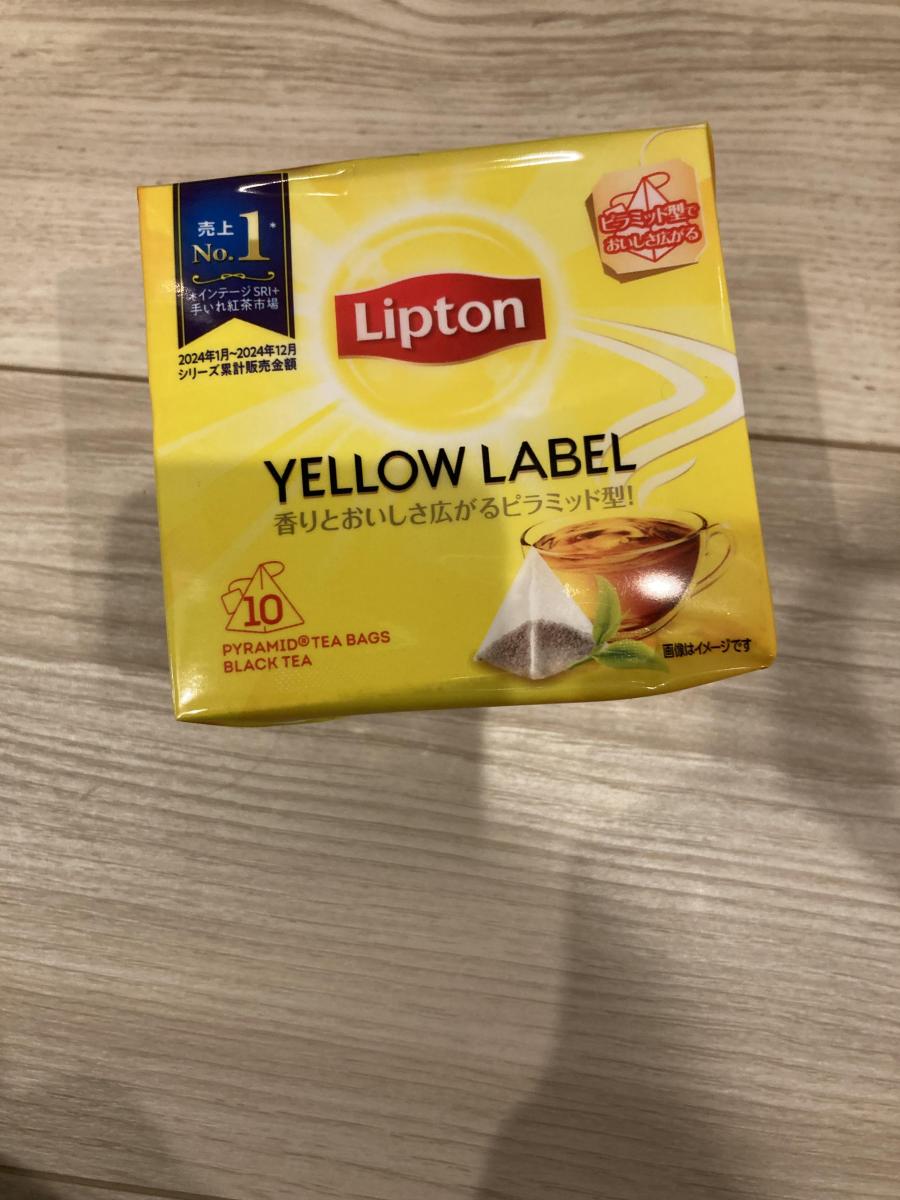 売上
No.1*
*インテージSRI+
手いれ紅茶市場
2024年1月~2024年12月
シリーズ累計販売金額
ピラミッド型で
おいしさ広がる
Lipton
YELLOW LABEL
香りとおいしさ広がるピラミッド型!
10
PYRAMID® TEA BAGS
BLACK TEA
画像はイメージです